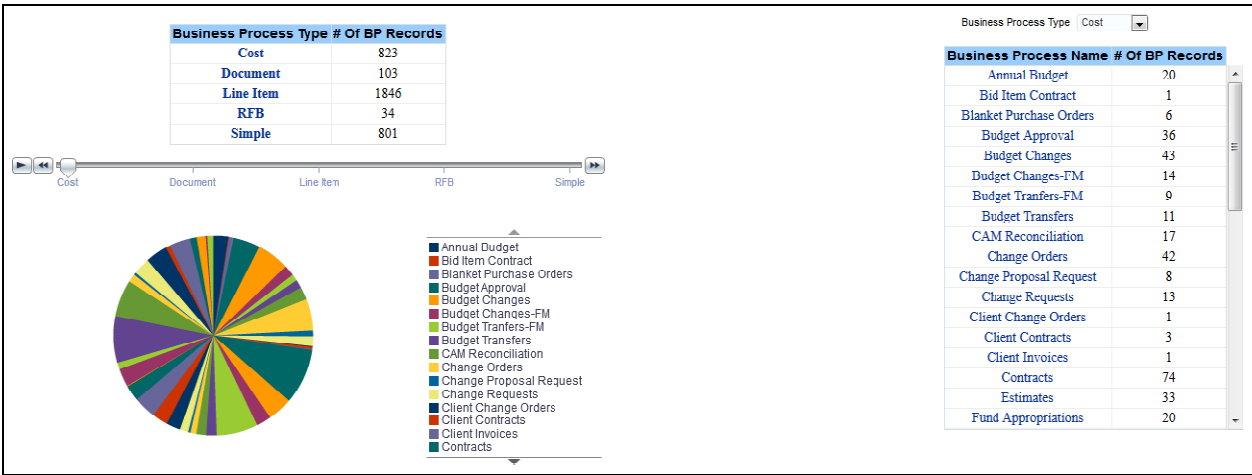 Business Process Type # Of BP Records
Cost 823
Document 103
Line Item 1846
RFB 34
Simple 801
Cost Document Line Item RFB Simple
Annual Dudget
Bid Item Contract
Blanket Purchase Orders
Budget Approval
Budget Changes
Budget Changes-FM
Budget Tranfers-FM
Budget Transfers
CAM Reconciliation
Change Orders
Change Proposal Request
Change Requests
Client Change Orders
Client Contracts
Client Invoices
Contracts
Business Process Type Cost
Business Process Name # Of BP Records
Annual Budget 20
Bid Item Contract 1
Blanket Purchase Orders 6
Budget Approval 36
Budget Changes 43
Budget Changes-FM 14
Budget Tranfers-FM 9
Budget Transfers 11
CAM Reconciliation 17
Change Orders 42
Change Proposal Request 8
Change Requests 13
Client Change Orders 1
Client Contracts 3
Client Invoices 1
Contracts 74
Estimates 33
Fund Appropriations 20